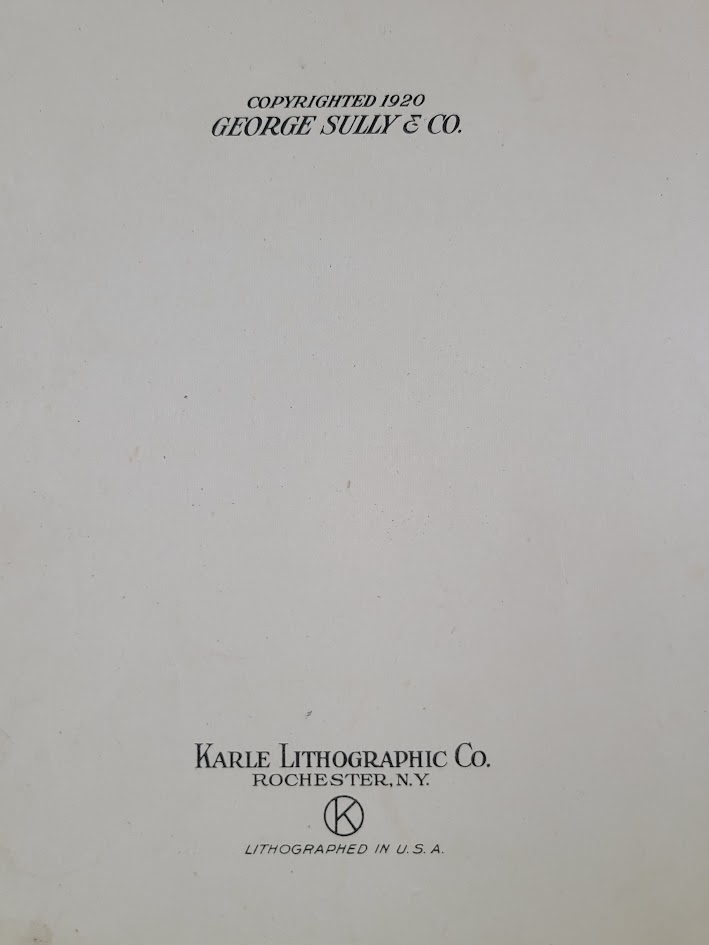 COPYRIGHTED 1920
GEORGE SULLY & CO.
KARLE LITHOGRAPHIC CO.
ROCHESTER, N.Y.
K
LITHOGRAPHED IN U. S. A.